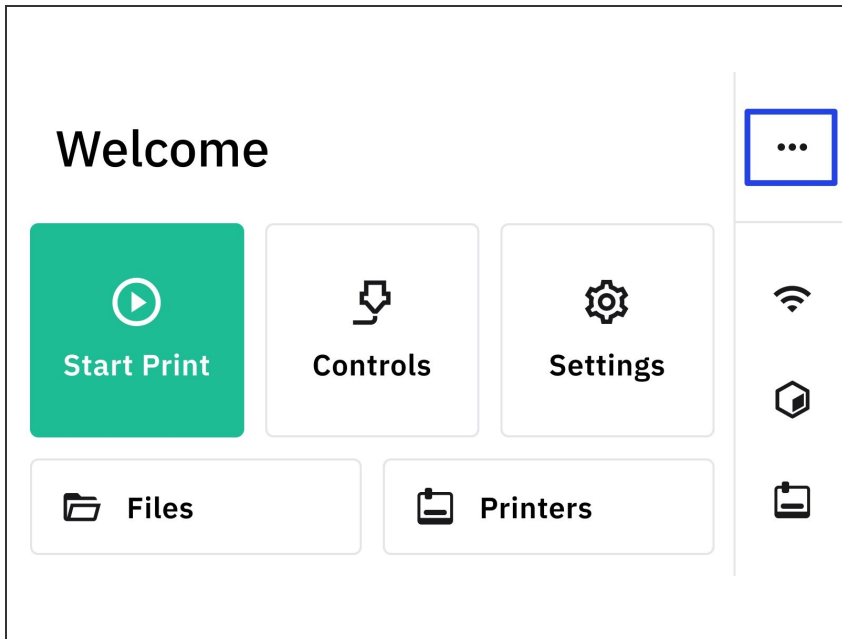 Welcome
Start Print
Controls
Settings
Files
Printers